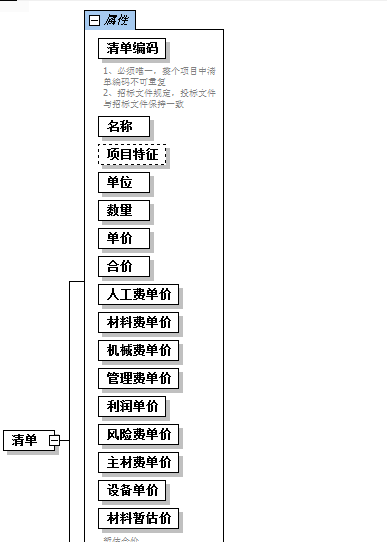 属性
清单编码
1、必须唯一，整个项目中清
单编码不可重复
2、招标文件规定，投标文件
与招标文件保持一致
名称
项目特征
单位
数量
单价
合价
人工费单价
材料费单价
机械费单价
管理费单价
利润单价
风险费单价
清单
主材费单价
设备单价
材料暂估价